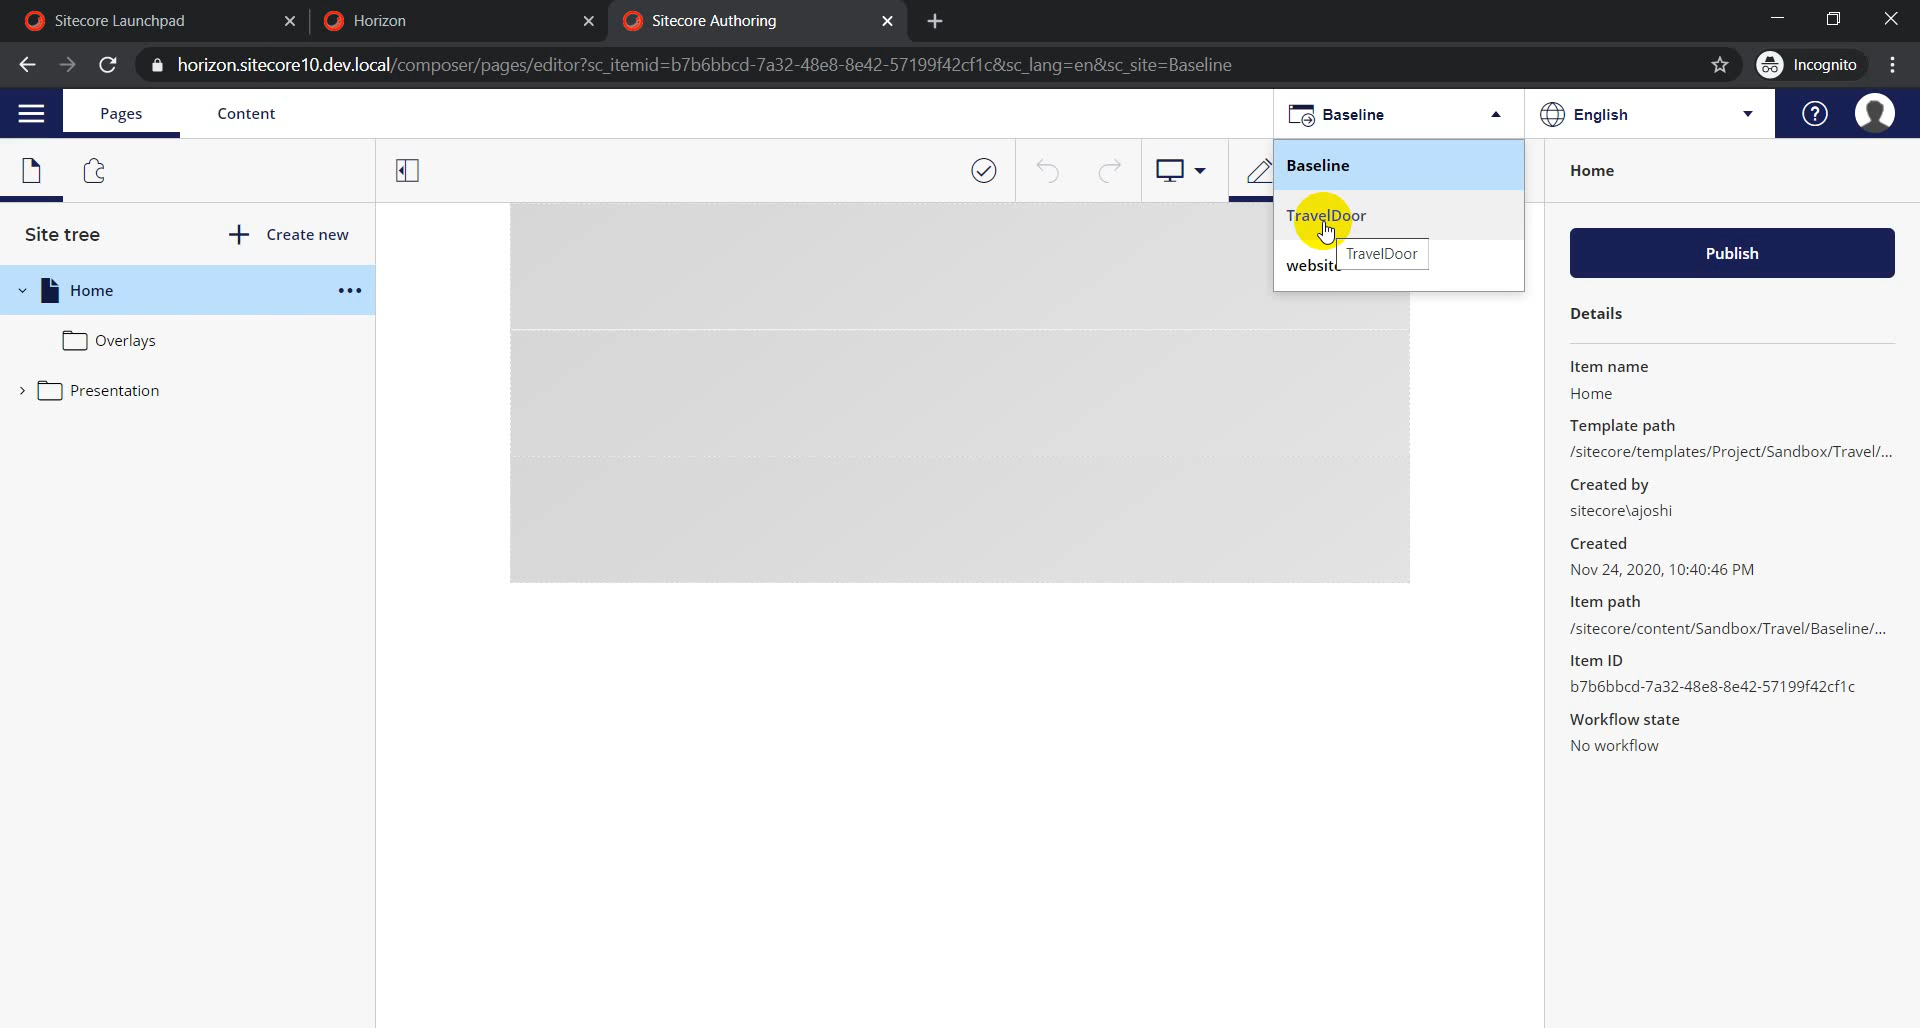 Sitecore Launchpad
Horizon
Sitecore Authoring
horizon.sitecore10.dev.local/composer/pages/editor?sc_itemid=b7b6bbcd-7a32-48e8-8e42-57199f42cf1c&sc_lang=en&sc_site=Baseline
Incognito
Pages
Content
Baseline
English
Baseline
TravelDoor
TravelDoor
website
Site tree
Create new
Home
Overlays
Presentation
Home
Publish
Details
Item name
Home
Template path
/sitecore/templates/Project/Sandbox/Travel/...
Created by
sitecore\ajoshi
Created
Nov 24, 2020, 10:40:46 PM
Item path
/sitecore/content/Sandbox/Travel/Baseline/...
Item ID
b7b6bbcd-7a32-48e8-8e42-57199f42cf1c
Workflow state
No workflow